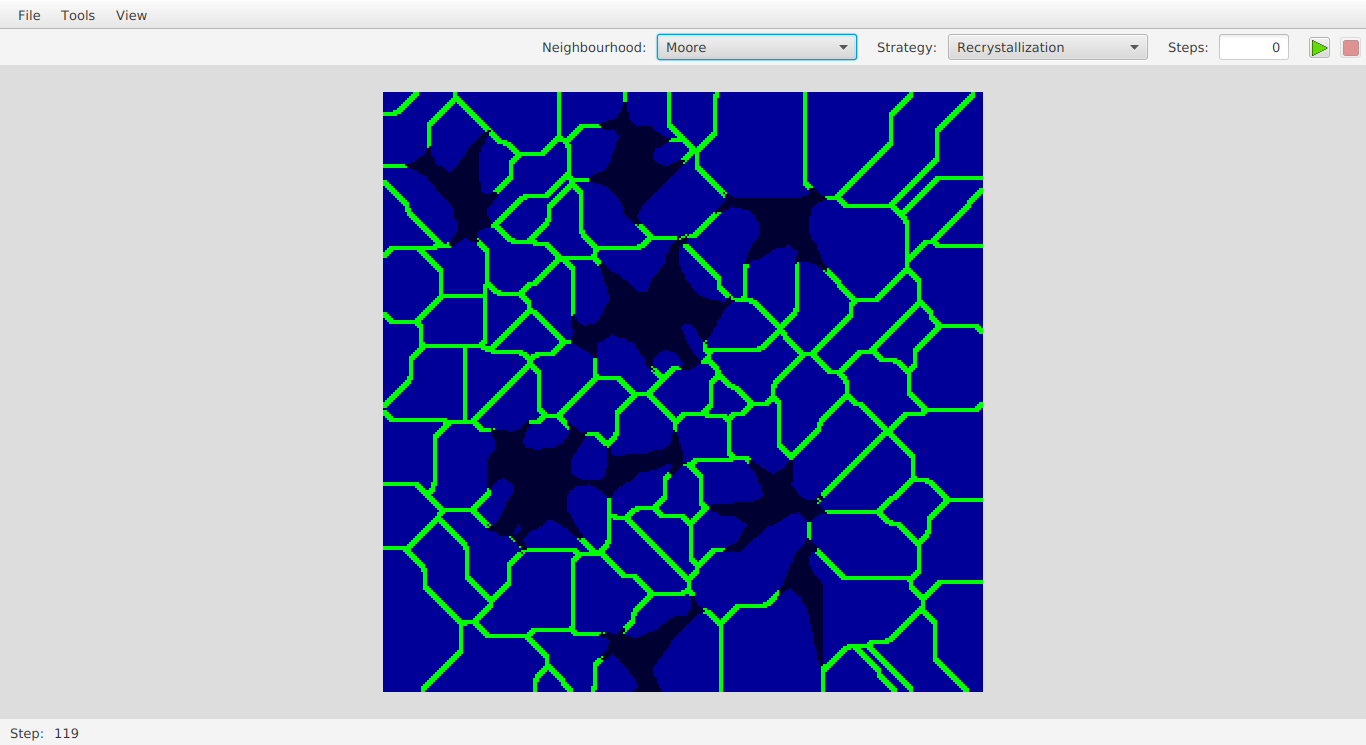 File Tools View
Neighbourhood: Moore Strategy: Recrystallization Steps: 0
Step: 119